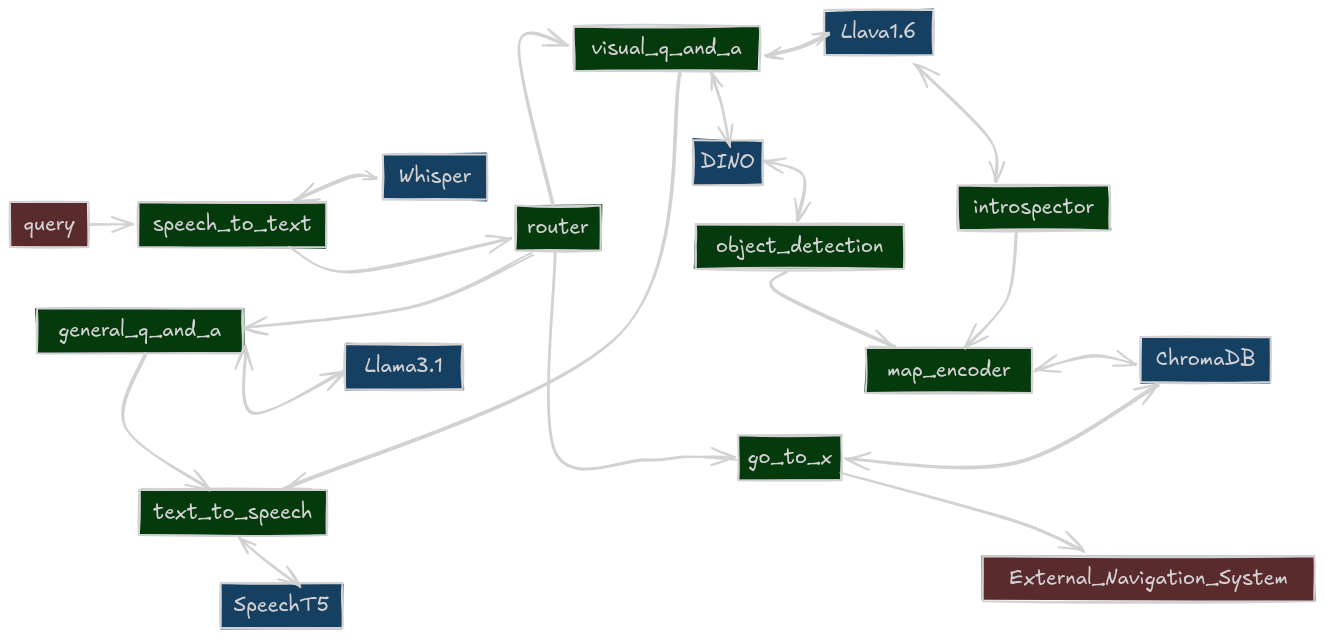 Llava1.6
visual_q_and_a
DINO
Whisper
introspector
query
speech_to_text
router
object_detection
general_q_and_a
Llama3.1
map_encoder
ChromaDB
go_to_x
text_to_speech
External_Navigation_System
SpeechT5